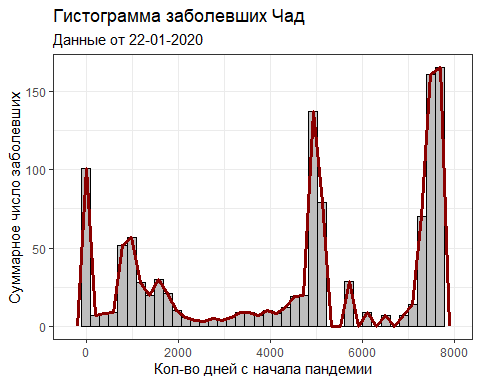 Гистограмма заболевших Чад
Данные от 22-01-2020
Суммарное число заболевших
150
100
50
0
0 2000 4000 6000 8000
Кол-во дней с начала пандемии